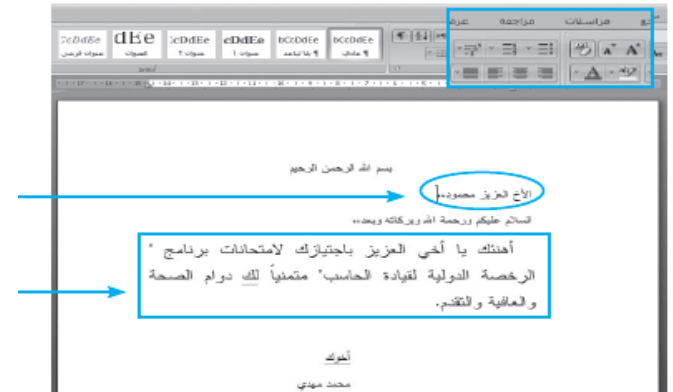 مراسلات مراجعة عرض
بسم الله الرحمن الرحيم
الأخ العزيز محمود،،
السلام عليكم ورحمة الله وبركاته وبعد،،
أهنئك يا أخي العزيز باجتيازك لامتحانات برنامج "
الرخصة الدولية لقيادة الحاسب" متمنياً لك دوام الصحة
والعافية والتقدم.
أخوك
محمد مهدي